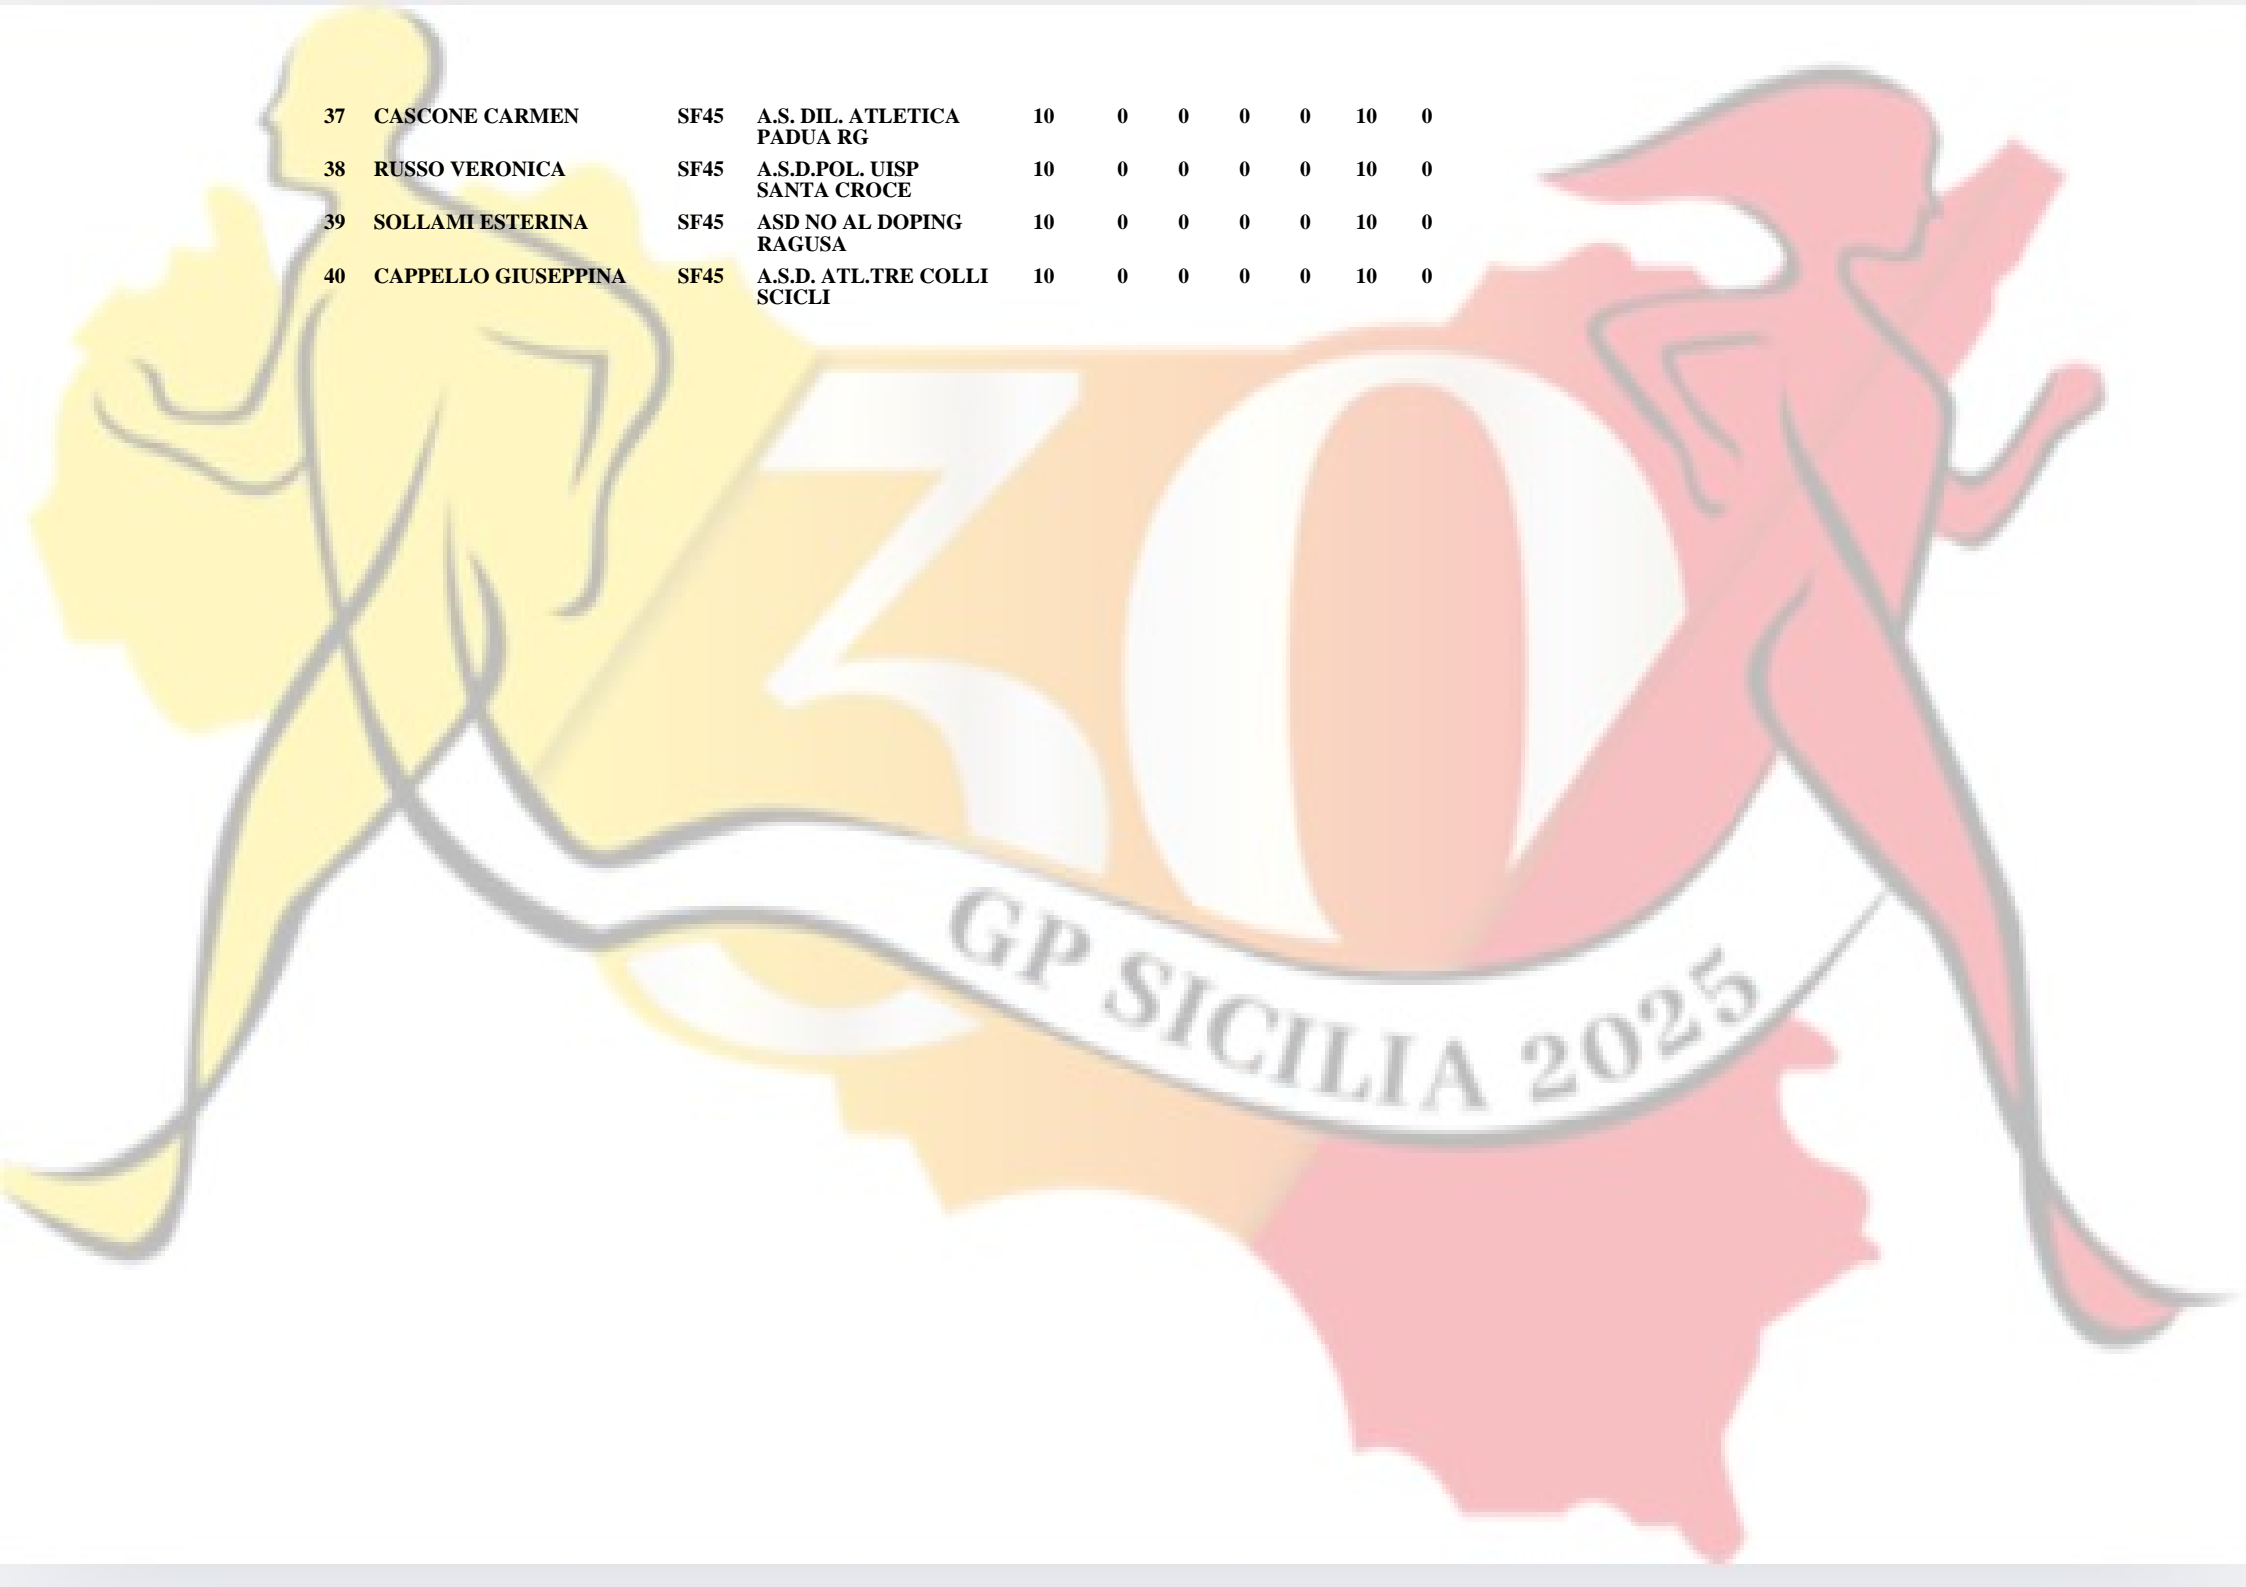 37 CASCONE CARMEN SF45 A.S. DIL. ATLETICA 10 0 0 0 0 10 0
PADUA RG
38 RUSSO VERONICA SF45 A.S.D.POL. UISP 10 0 0 0 0 10 0
SANTA CROCE
39 SOLLAMI ESTERINA SF45 ASD NO AL DOPING 10 0 0 0 0 10 0
RAGUSA
40 CAPPELLO GIUSEPPINA SF45 A.S.D. ATL.TRE COLLI 10 0 0 0 0 10 0
SCICLI
30
GP SICILIA 2025